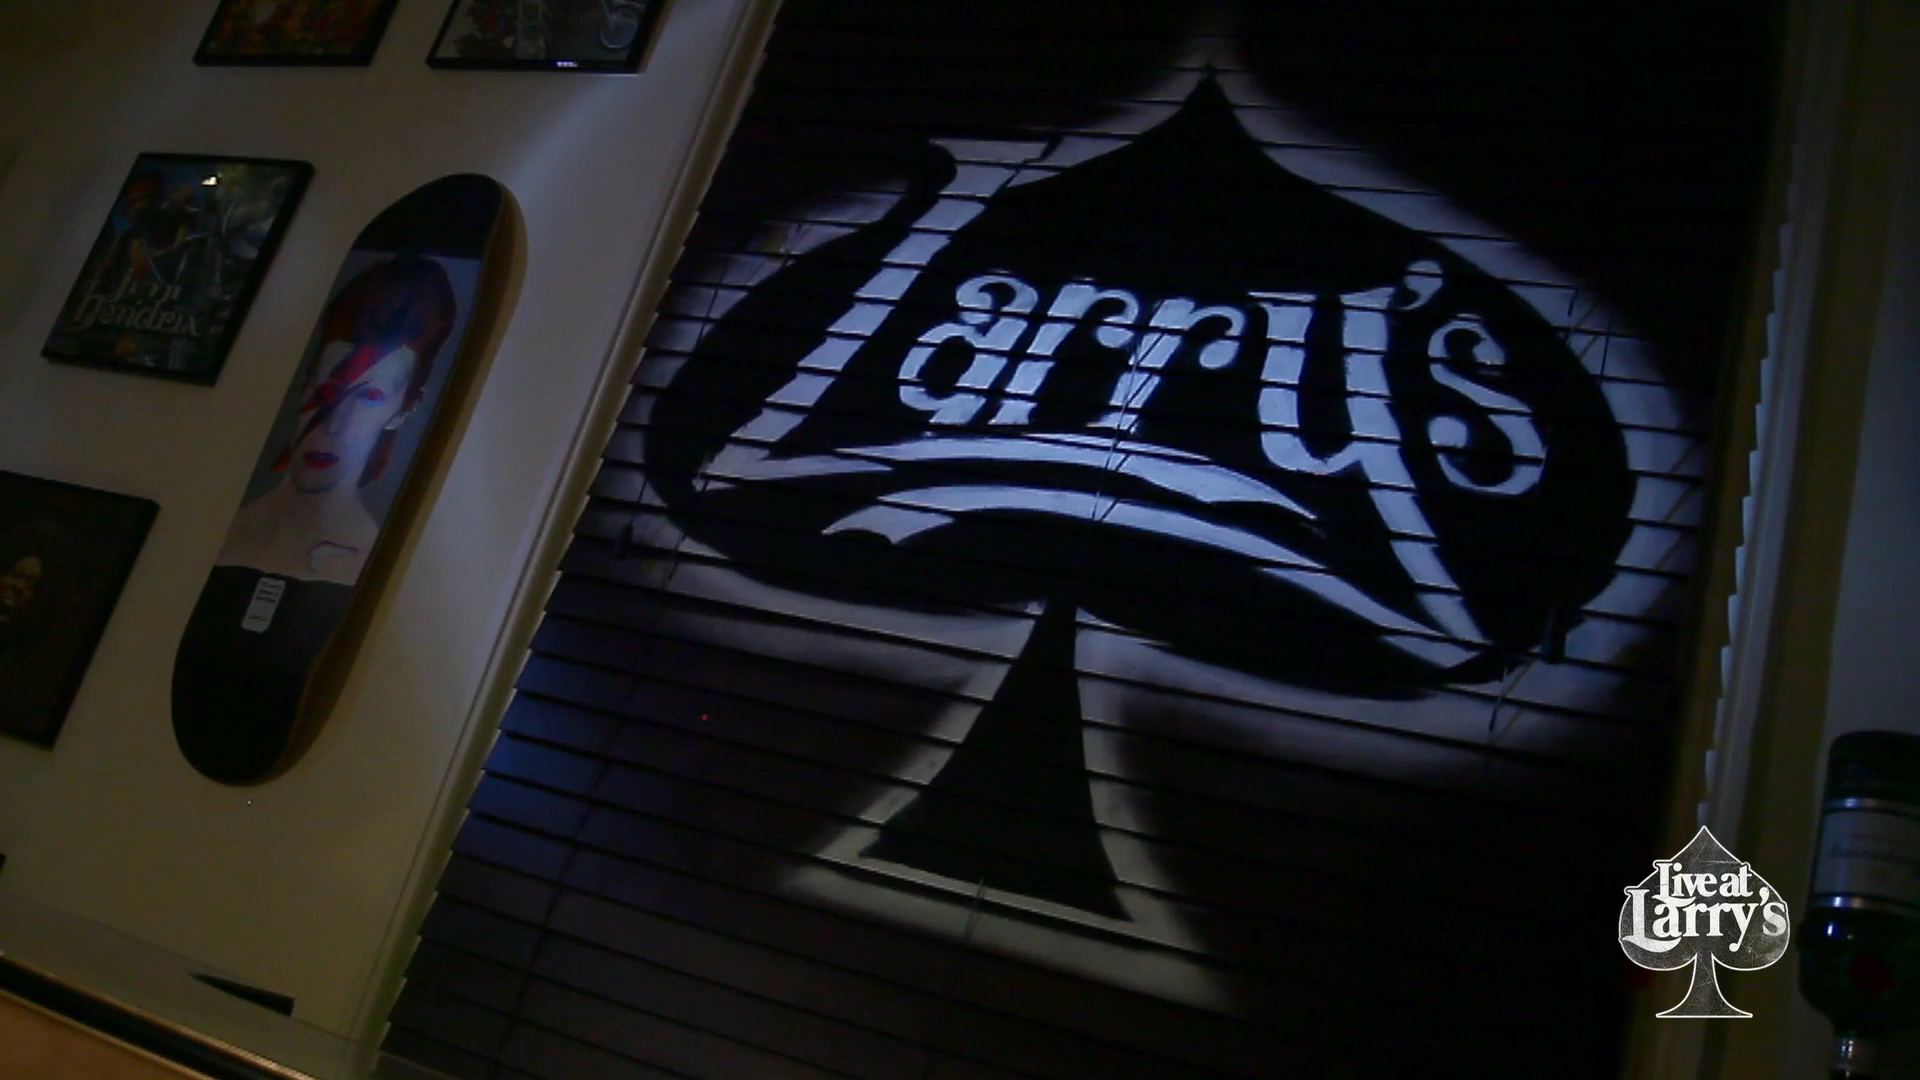 Jimi
Hendrix
Larry's
Live at
Larry's